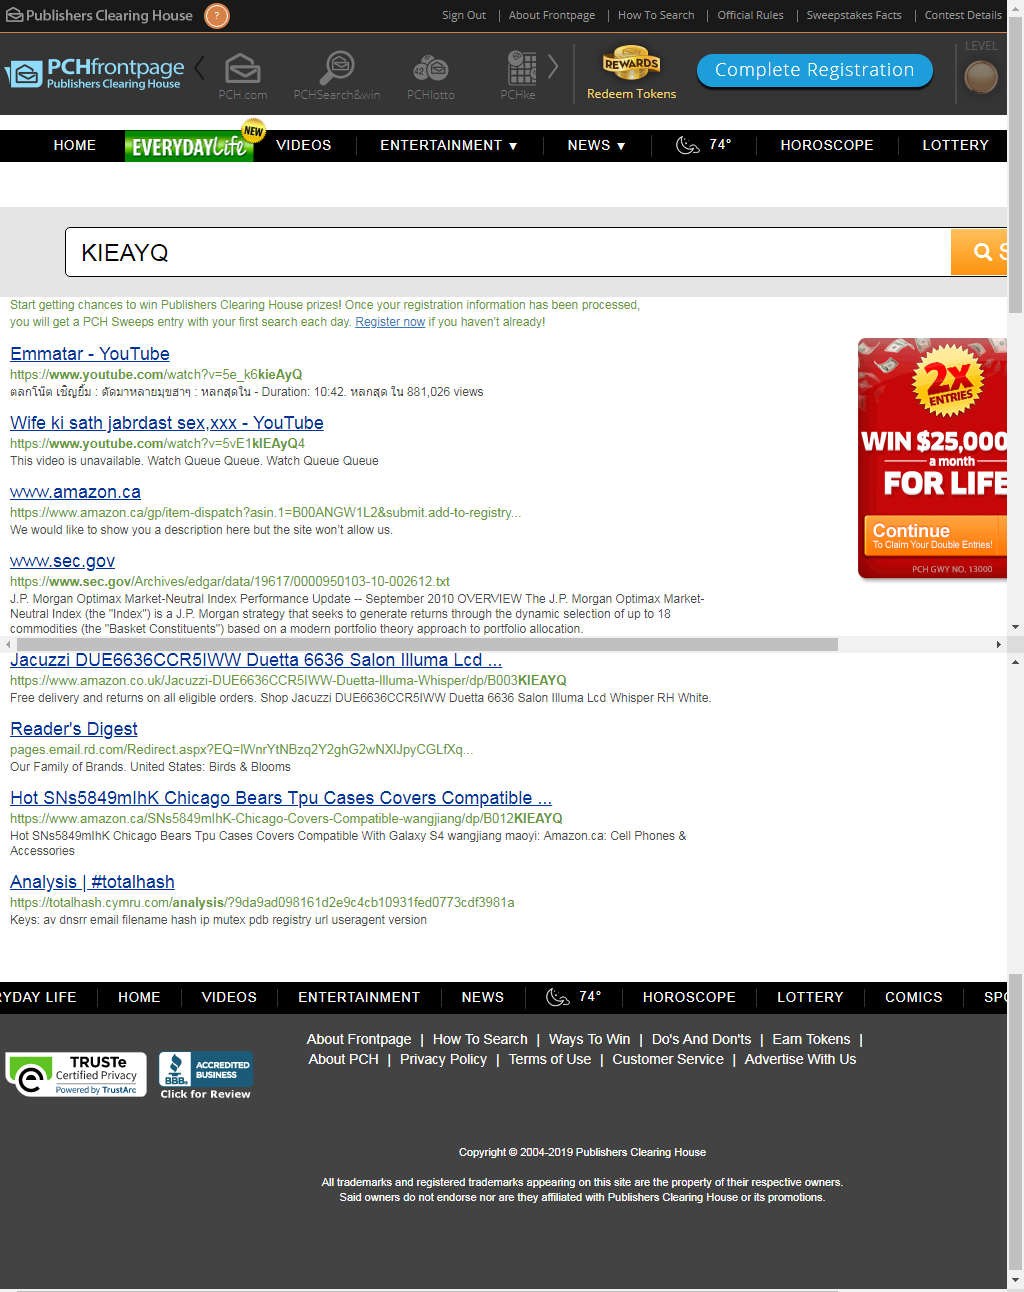 Publishers Clearing House ?
Sign Out | About Frontpage | How To Search | Official Rules | Sweepstakes Facts | Contest Details
PCHfrontpage
Publishers Clearing House
PCH.com PCHSearch&win PCHlotto PCHke
REWARDS
Redeem Tokens
Complete Registration
LEVEL
HOME EVERYDAY Life NEW VIDEOS ENTERTAINMENT ▼ NEWS ▼ 74° HOROSCOPE LOTTERY
KIEAYQ
S
Start getting chances to win Publishers Clearing House prizes! Once your registration information has been processed,
you will get a PCH Sweeps entry with your first search each day. Register now if you haven't already!
Emmatar - YouTube
https://www.youtube.com/watch?v=5e_k6kieAyQ
ตลกโน๊ต เชิญยิ้ม : ตัดมาหลายมุขฮาๆ : หลกสุดใน - Duration: 10:42. หลกสุด ใน 881,026 views
Wife ki sath jabrdast sex,xxx - YouTube
https://www.youtube.com/watch?v=5vE1kIEAyQ4
This video is unavailable. Watch Queue Queue. Watch Queue Queue
www.amazon.ca
https://www.amazon.ca/gp/item-dispatch?asin.1=B00ANGW1L2&submit.add-to-registry...
We would like to show you a description here but the site won't allow us.
www.sec.gov
https://www.sec.gov/Archives/edgar/data/19617/0000950103-10-002612.txt
J.P. Morgan Optimax Market-Neutral Index Performance Update -- September 2010 OVERVIEW The J.P. Morgan Optimax Market-
Neutral Index (the "Index") is a J.P. Morgan strategy that seeks to generate returns through the dynamic selection of up to 18
commodities (the "Basket Constituents") based on a modern portfolio theory approach to portfolio allocation.
2X
ENTRIES
WIN $25,000
a month
FOR LIFE
Continue
To Claim Your Double Entries!
PCH GWY NO. 13000
Jacuzzi DUE6636CCR5IWW Duetta 6636 Salon Illuma Lcd ...
https://www.amazon.co.uk/Jacuzzi-DUE6636CCR5IWW-Duetta-Illuma-Whisper/dp/B003KIEAYQ
Free delivery and returns on all eligible orders. Shop Jacuzzi DUE6636CCR5IWW Duetta 6636 Salon Illuma Lcd Whisper RH White.
Reader's Digest
pages.email.rd.com/Redirect.aspx?EQ=IWnrYtNBzq2Y2ghG2wNXIJpyCGLfXq...
Our Family of Brands. United States: Birds & Blooms
Hot SNs5849mIhK Chicago Bears Tpu Cases Covers Compatible ...
https://www.amazon.ca/SNs5849mIhK-Chicago-Covers-Compatible-wangjiang/dp/B012KIEAYQ
Hot SNs5849mIhK Chicago Bears Tpu Cases Covers Compatible With Galaxy S4 wangjiang maoyi: Amazon.ca: Cell Phones &
Accessories
Analysis | #totalhash
https://totalhash.cymru.com/analysis/?9da9ad098161d2e9c4cb10931fed0773cdf3981a
Keys: av dnsrr email filename hash ip mutex pdb registry url useragent version
RYDAY LIFE HOME VIDEOS ENTERTAINMENT NEWS 74° HOROSCOPE LOTTERY COMICS SPO
About Frontpage | How To Search | Ways To Win | Do's And Don'ts | Earn Tokens |
About PCH | Privacy Policy | Terms of Use | Customer Service | Advertise With Us
TRUSTe
Certified Privacy
Powered by TrustArc
BBB.
ACCREDITED
BUSINESS
Click for Review
Copyright © 2004-2019 Publishers Clearing House
All trademarks and registered trademarks appearing on this site are the property of their respective owners.
Said owners do not endorse nor are they affiliated with Publishers Clearing House or its promotions.